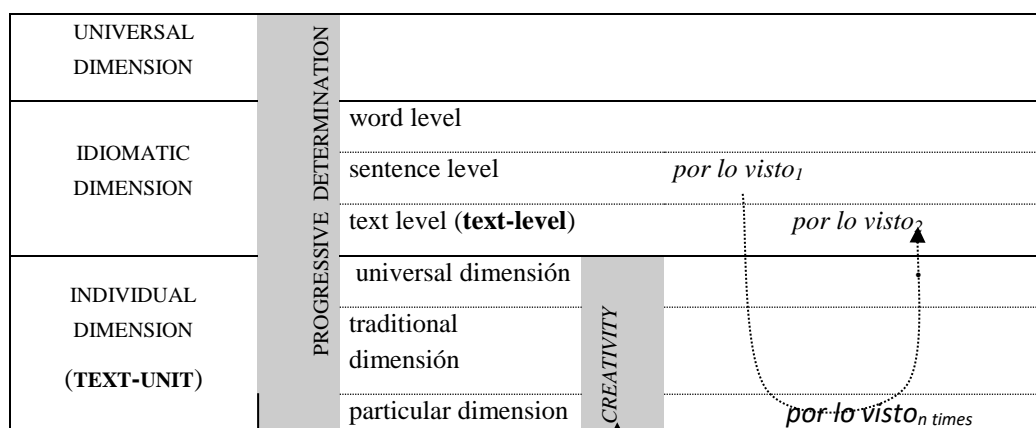 UNIVERSAL
DIMENSION
PROGRESSIVE DETERMINATION
IDIOMATIC
DIMENSION
word level
sentence level
por lo visto1
text level (text-level)
por lo visto2
INDIVIDUAL
DIMENSION
(TEXT-UNIT)
universal dimensión
traditional
dimensión
particular dimension
CREATIVITY
por lo viston times